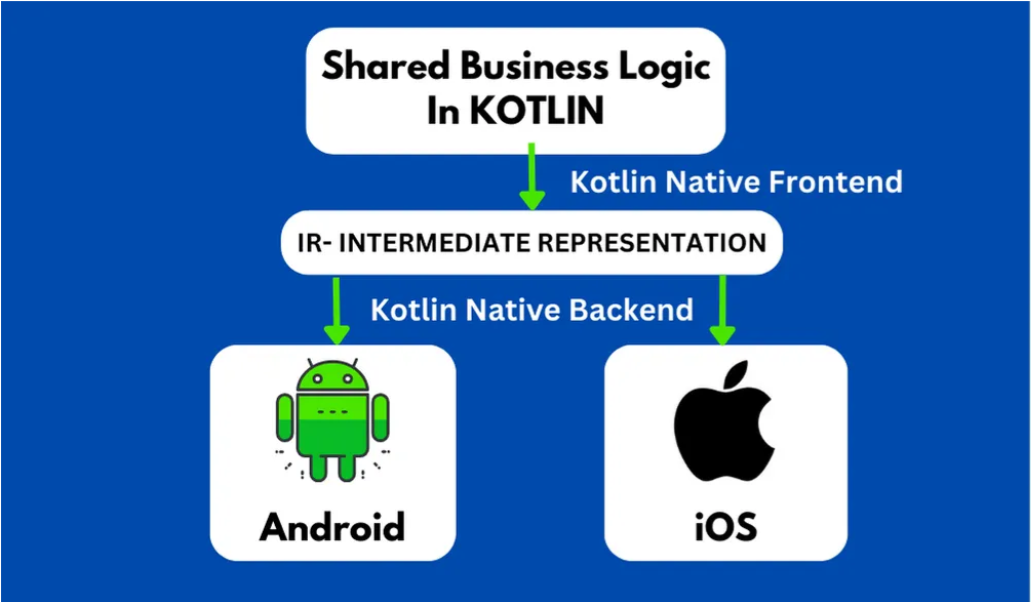 Shared Business Logic
In KOTLIN
Kotlin Native Frontend
IR- INTERMEDIATE REPRESENTATION
Kotlin Native Backend
Android
iOS